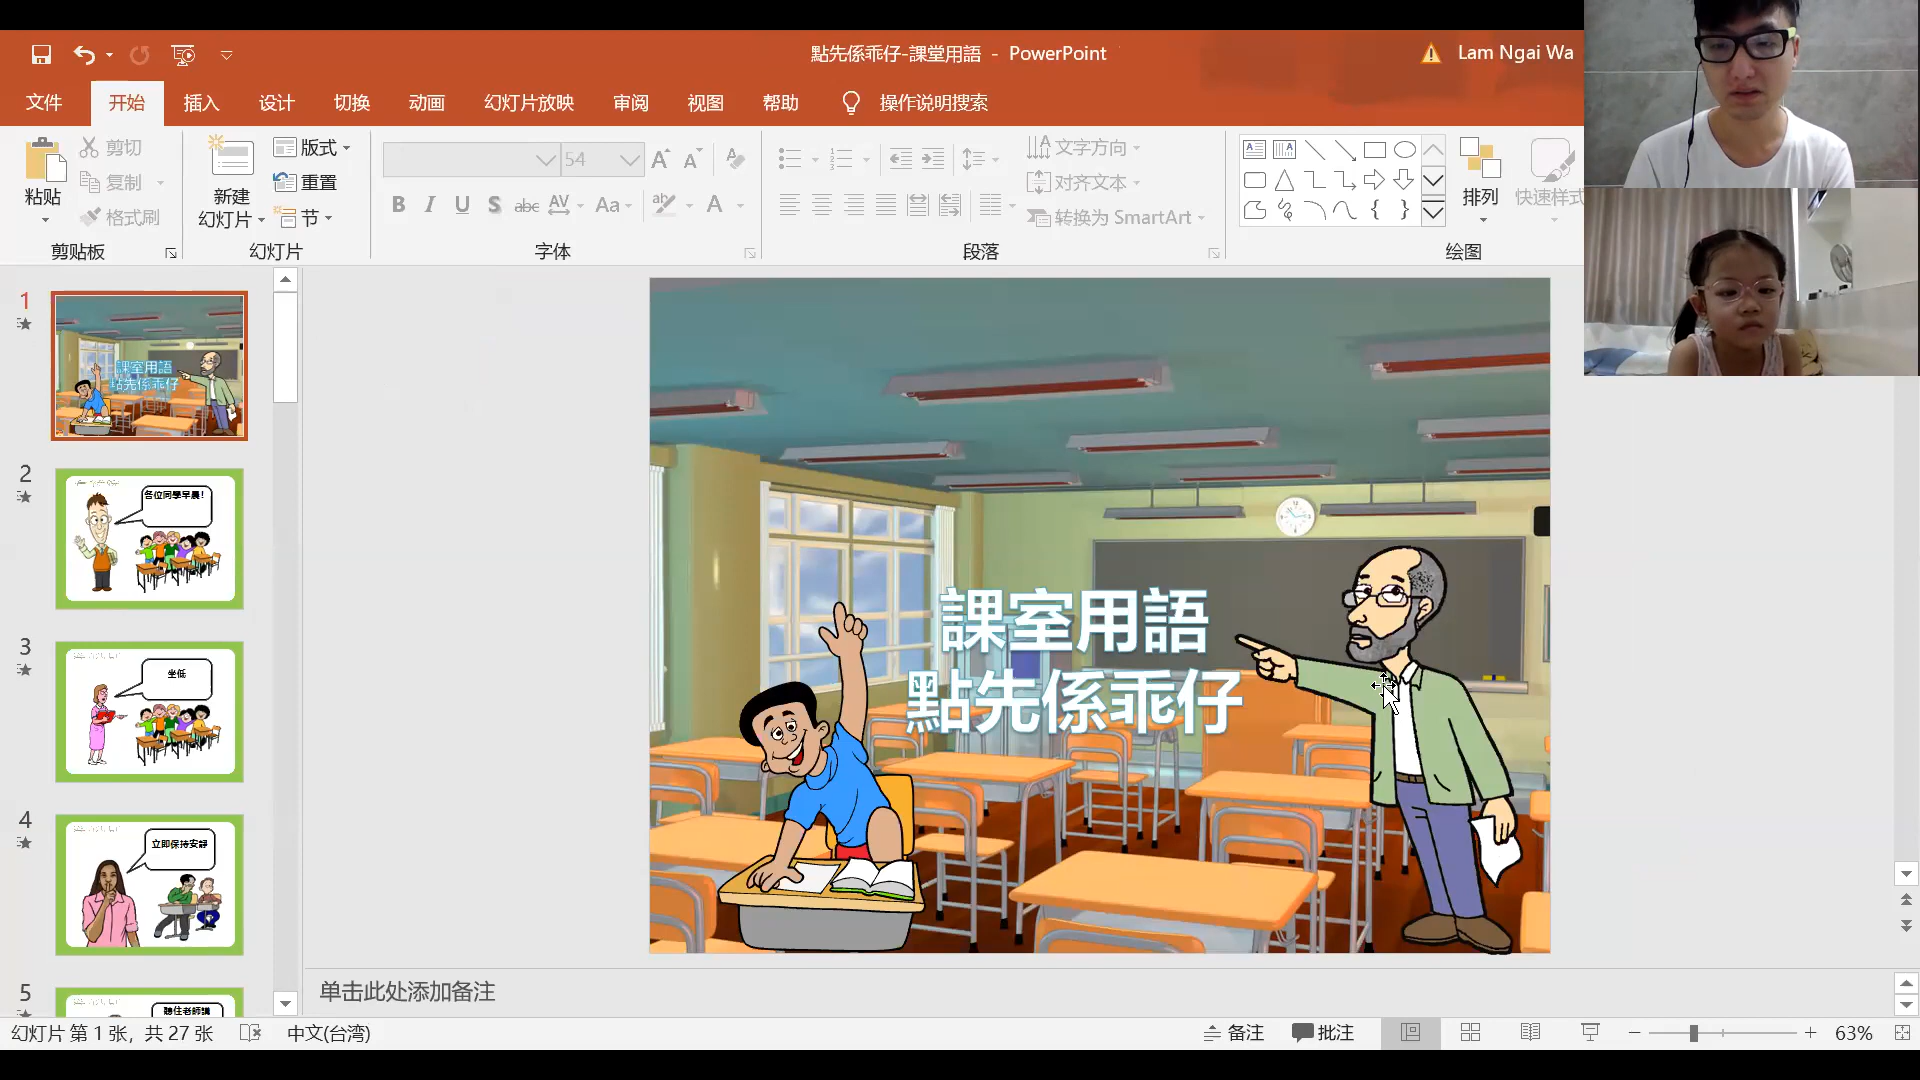 點先係乖仔-課堂用語 - PowerPoint
Lam Ngai Wa
文件
开始
插入
设计
切换
动画
幻灯片放映
审阅
视图
帮助
操作说明搜索
粘贴
剪切
复制
格式刷
剪贴板
新建
幻灯片
版式
重置
节
幻灯片
54
B I U S abc AV Aa A
字体
文字方向
对齐文本
转换为 SmartArt
段落
排列
快速样式
绘图
1
課室用語
點先係乖仔
2
各位同學早晨!
3
坐低
4
立即保持安靜
5
聽住老師講
課室用語
點先係乖仔
单击此处添加备注
幻灯片 第 1 张，共 27 张
中文(台湾)
备注
批注
63%